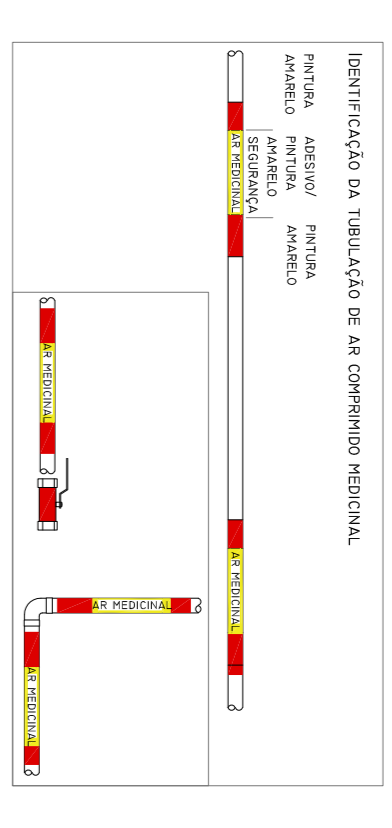 IDENTIFICAÇÃO DA TUBULAÇÃO DE AR COMPRIMIDO MEDICINAL
PINTURA
AMARELO
ADESIVO/
PINTURA
AMARELO
SEGURANÇA
PINTURA
AMARELO
AR MEDICINAL
AR MEDICINAL
AR MEDICINAL
AR MEDICINAL
AR MEDICINAL